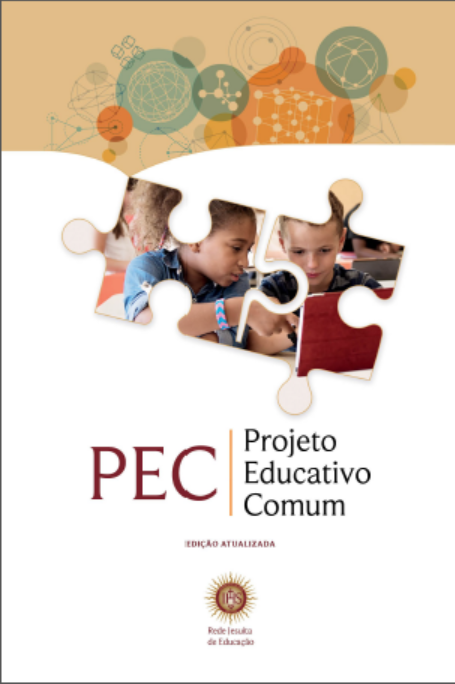 PEC
Projeto
Educativo
Comum
EDIÇÃO ATUALIZADA
IHS
Rede Jesuíta
de Educação